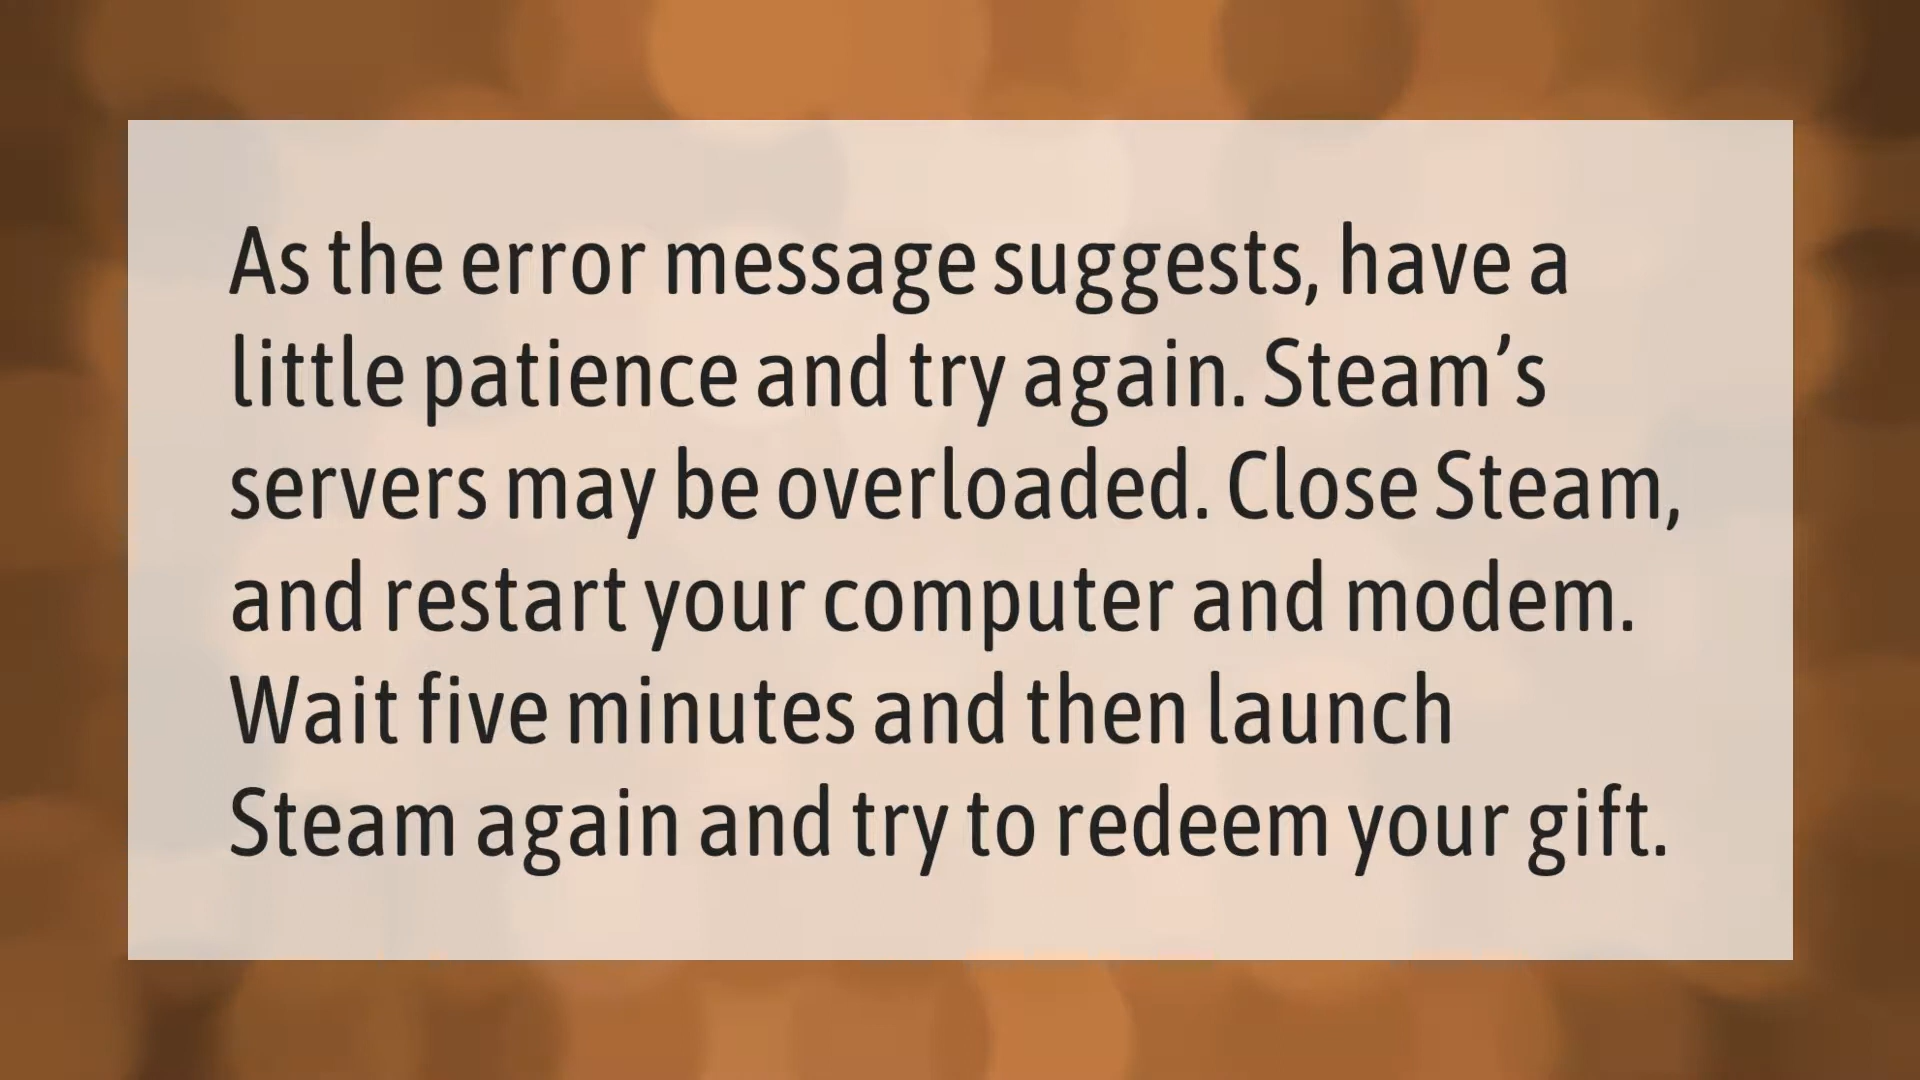 As the error message suggests, have a
little patience and try again. Steam’s
servers may be overloaded. Close Steam,
and restart your computer and modem.
Wait five minutes and then launch
Steam again and try to redeem your gift.